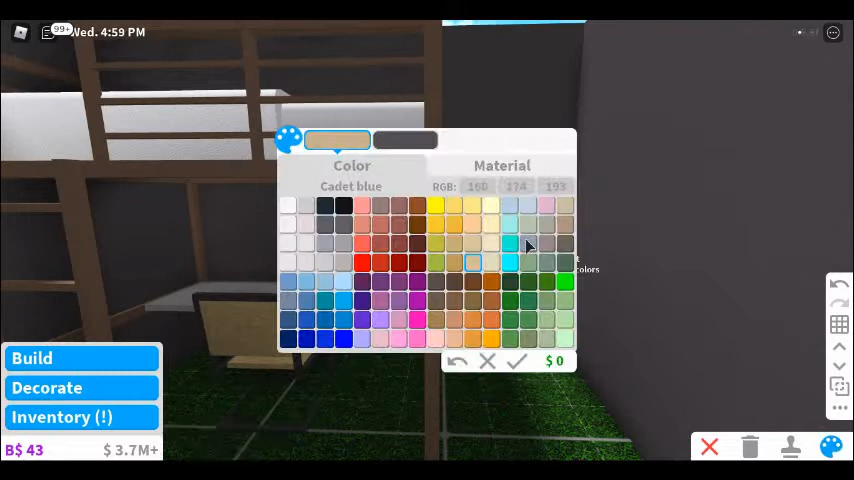 99+
Wed. 4:59 PM
Color
Material
Cadet blue
RGB: 160 174 193
colors
$ 0
Build
Decorate
Inventory (!)
B$ 43
$ 3.7M+